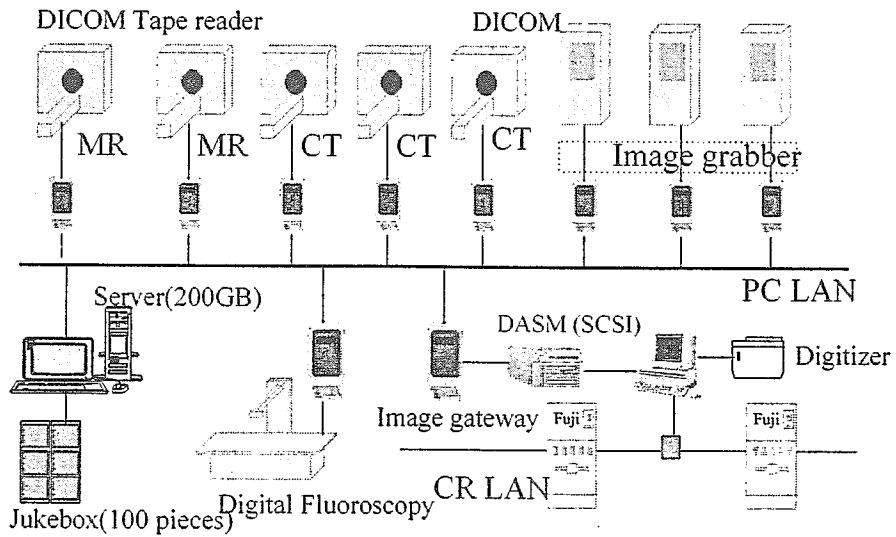 DICOM Tape reader
DICOM
MR
MR
CT
CT
CT
Image grabber
PC LAN
Server(200GB)
DASM (SCSI)
Digitizer
Image gateway
Fuji
Fuji
CR LAN
Digital Fluoroscopy
Jukebox(100 pieces)